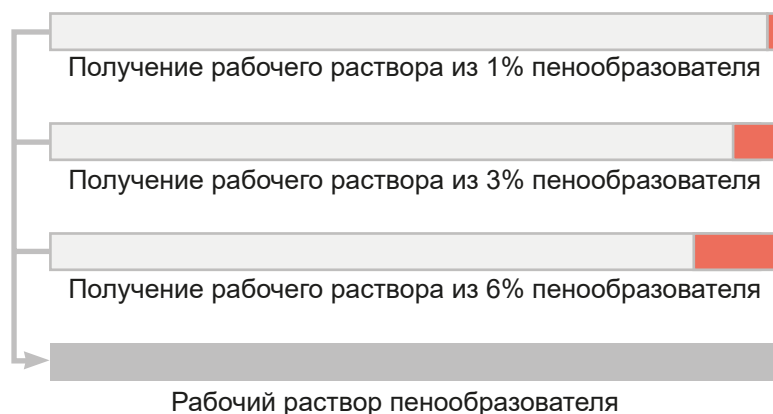 Получение рабочего раствора из 1% пенообразователя
Получение рабочего раствора из 3% пенообразователя
Получение рабочего раствора из 6% пенообразователя
Рабочий раствор пенообразователя